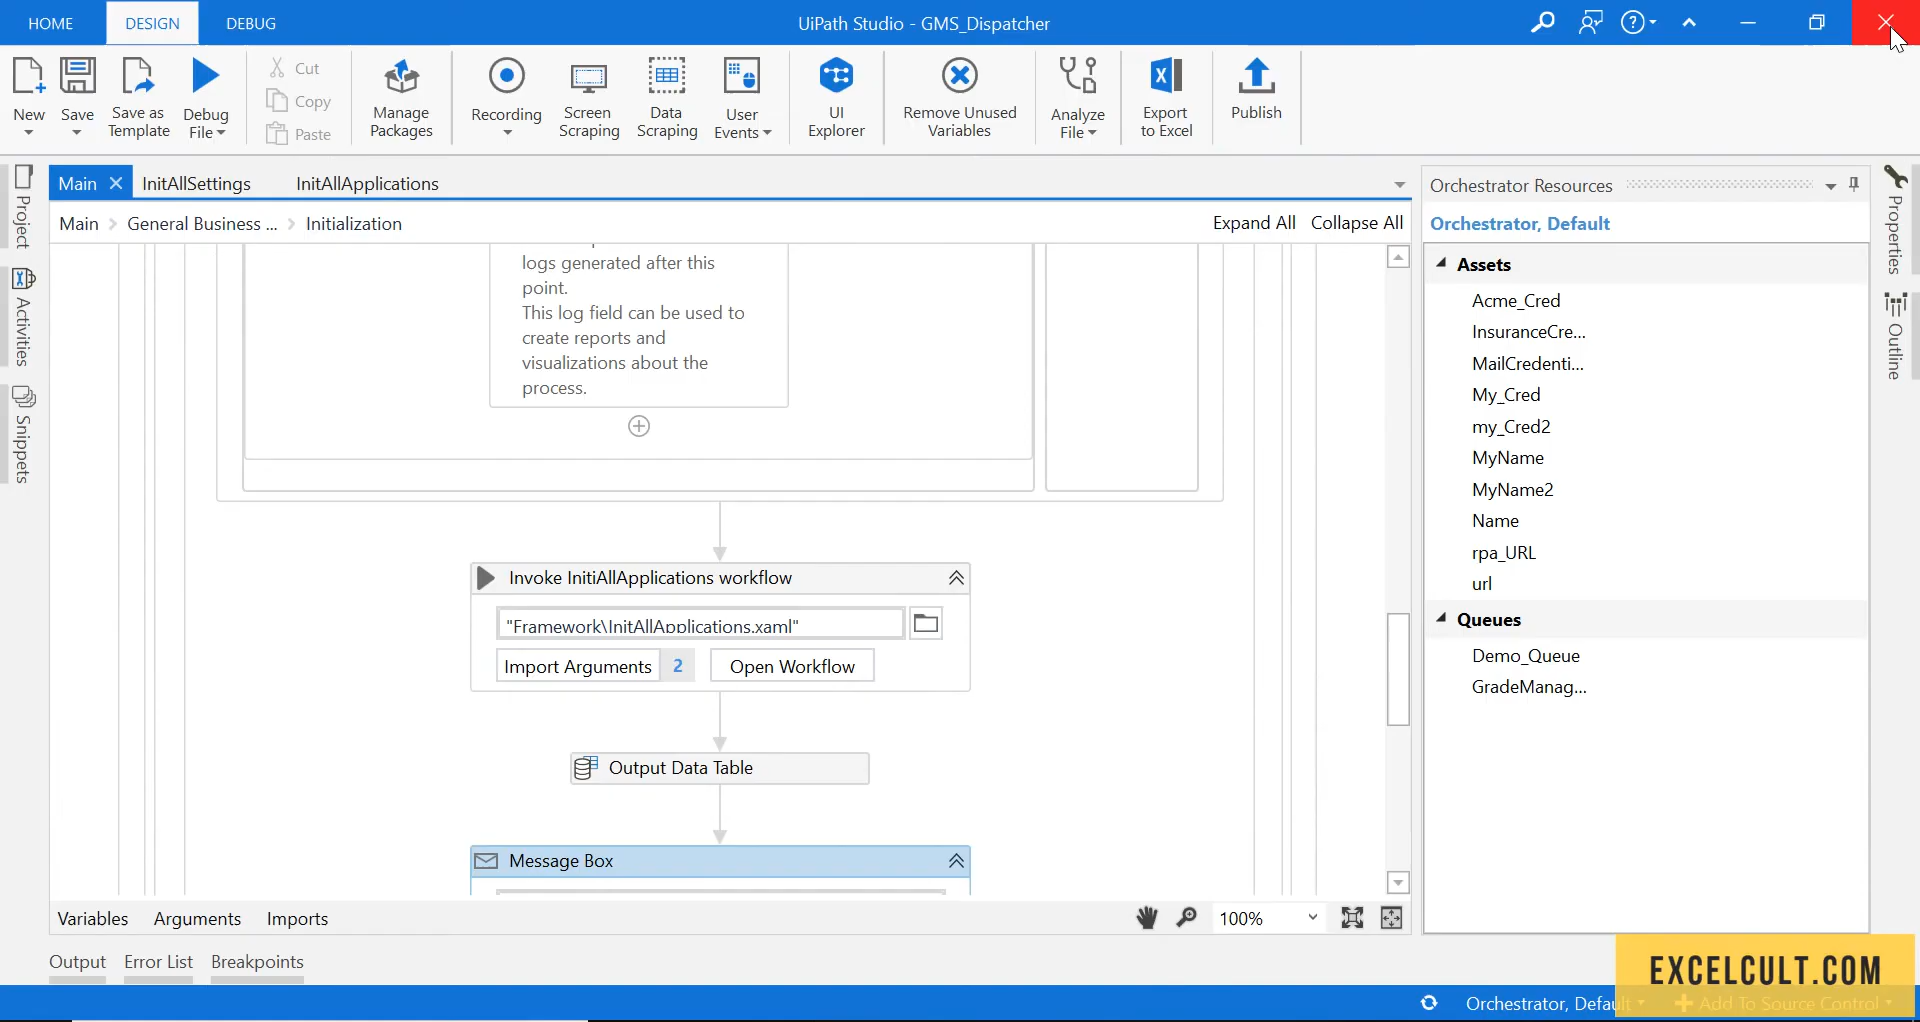 HOME
DESIGN
DEBUG
UiPath Studio - GMS_Dispatcher
New
Save
Save as
Template
Debug
File
Cut
Copy
Paste
Manage
Packages
Recording
Screen
Scraping
Data
Scraping
User
Events
UI
Explorer
Remove Unused
Variables
Analyze
File
Export
to Excel
Publish
Project
Activities
Snippets
Main
InitAllSettings
InitAllApplications
Main > General Business ... > Initialization
Expand All
Collapse All
logs generated after this
point.
This log field can be used to
create reports and
visualizations about the
process.
Invoke InitiAllApplications workflow
"Framework\InitAllApplications.xaml"
Import Arguments 2
Open Workflow
Output Data Table
Message Box
Variables
Arguments
Imports
100%
Output
Error List
Breakpoints
Orchestrator Resources
Orchestrator, Default
Assets
Acme_Cred
InsuranceCre...
MailCredenti...
My_Cred
my_Cred2
MyName
MyName2
Name
rpa_URL
url
Queues
Demo_Queue
GradeManag...
Properties
Outline
EXCELCULT.COM
Orchestrator, Default
Add To Source Control